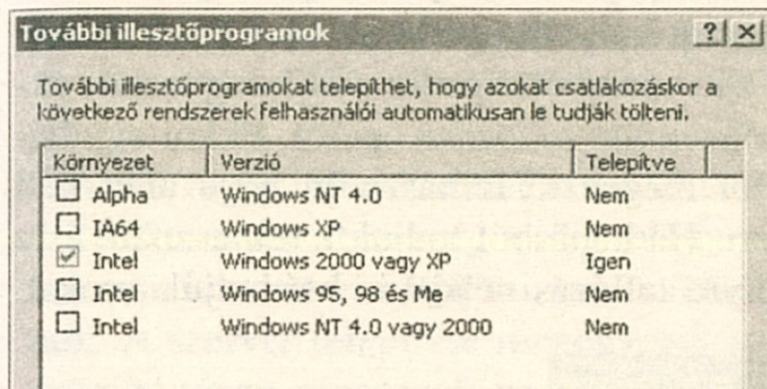 További illesztőprogramok
További illesztőprogramokat telepíthet, hogy azokat csatlakozáskor a
következő rendszerek felhasználói automatikusan le tudják tölteni.
Környezet Verzió Telepítve
Alpha Windows NT 4.0 Nem
IA64 Windows XP Nem
Intel Windows 2000 vagy XP Igen
Intel Windows 95, 98 és Me Nem
Intel Windows NT 4.0 vagy 2000 Nem